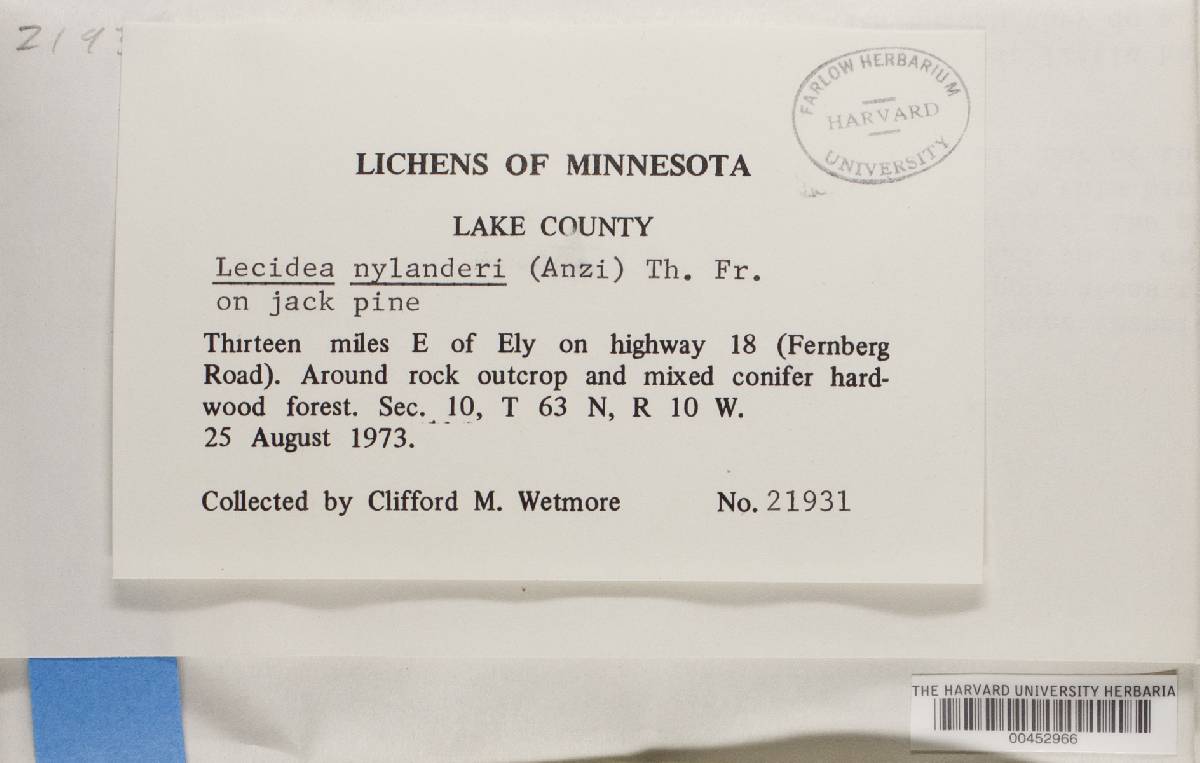 2193
FARLOW HERBARIUM
HARVARD
UNIVERSITY
LICHENS OF MINNESOTA
LAKE COUNTY
Lecidea nylanderi (Anzi) Th. Fr.
on jack pine
Thirteen miles E of Ely on highway 18 (Fernberg
Road). Around rock outcrop and mixed conifer hard-
wood forest. Sec. 10, T 63 N, R 10 W.
25 August 1973.
Collected by Clifford M. Wetmore No. 21931
THE HARVARD UNIVERSITY HERBARIA
00452966